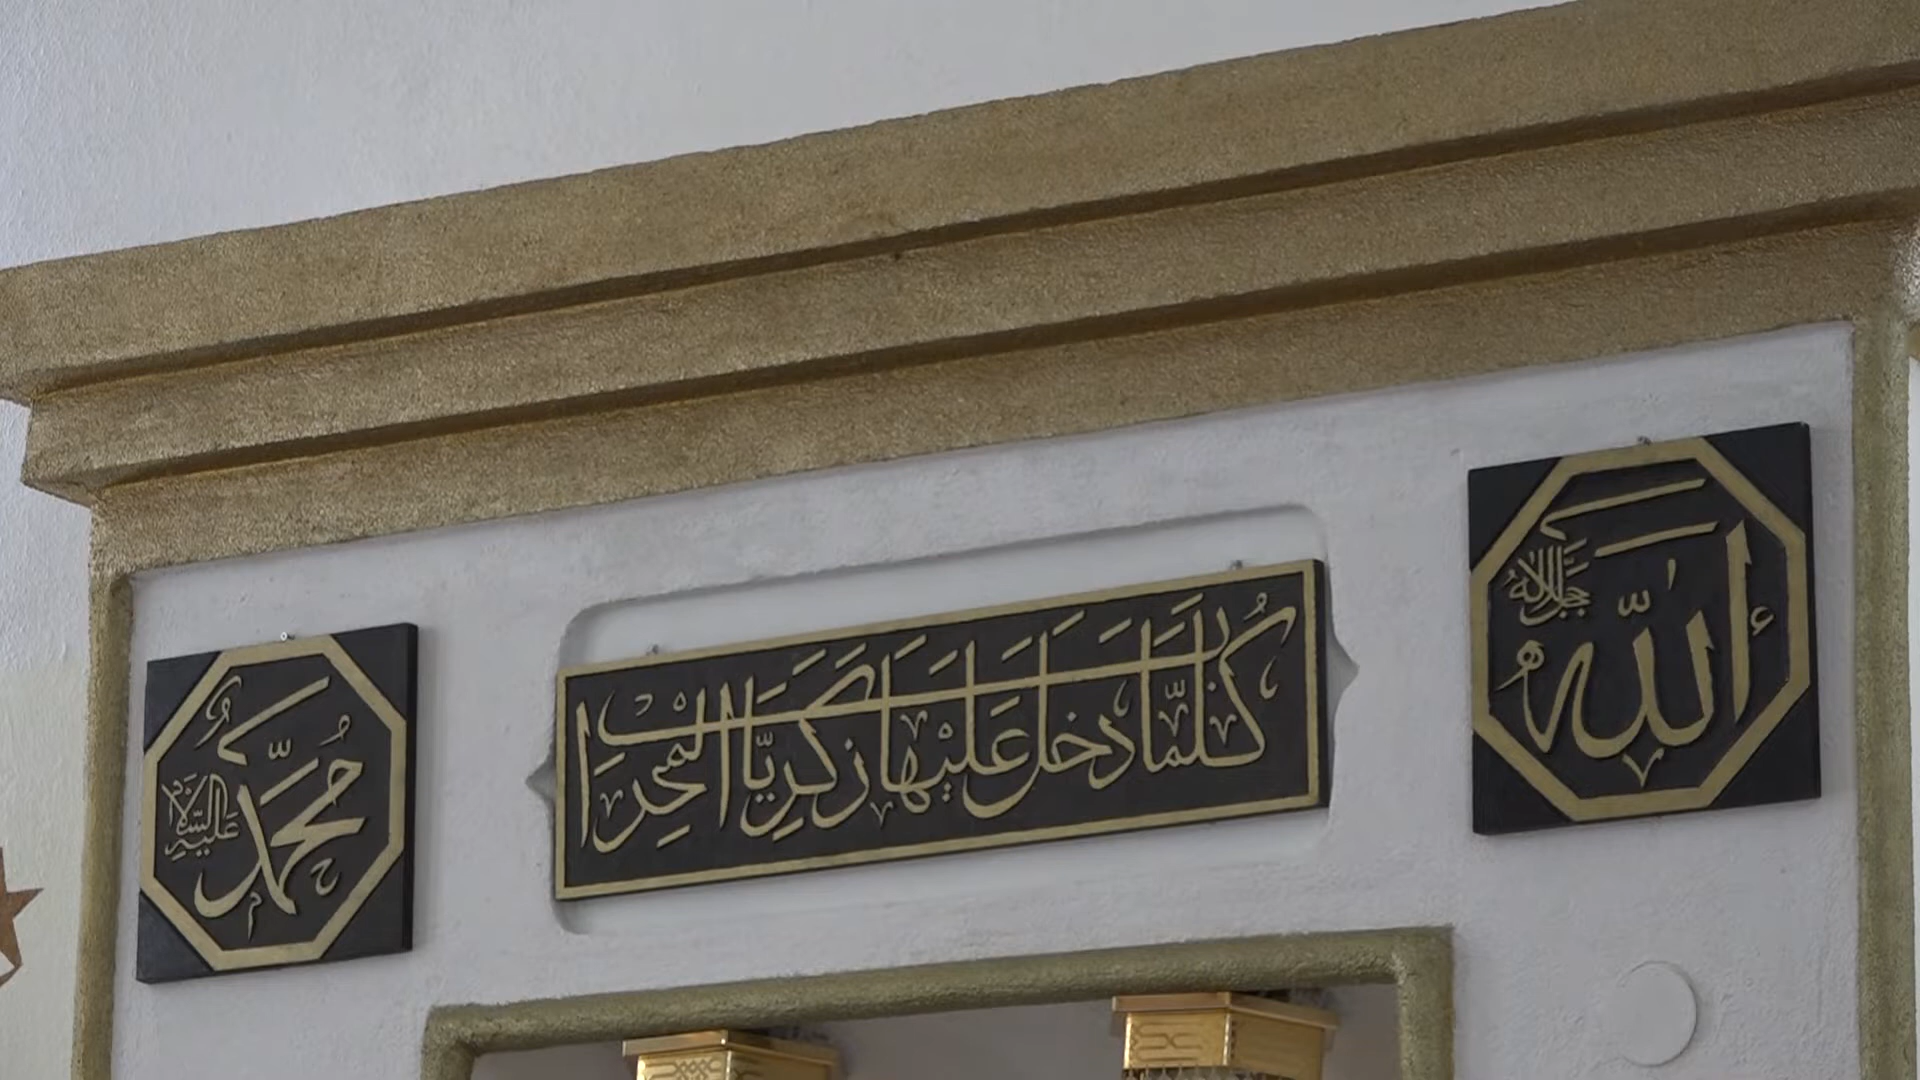 الله
جل جلاله
كلما دخل عليها زكريا المحراب
محمد
عليه السلام